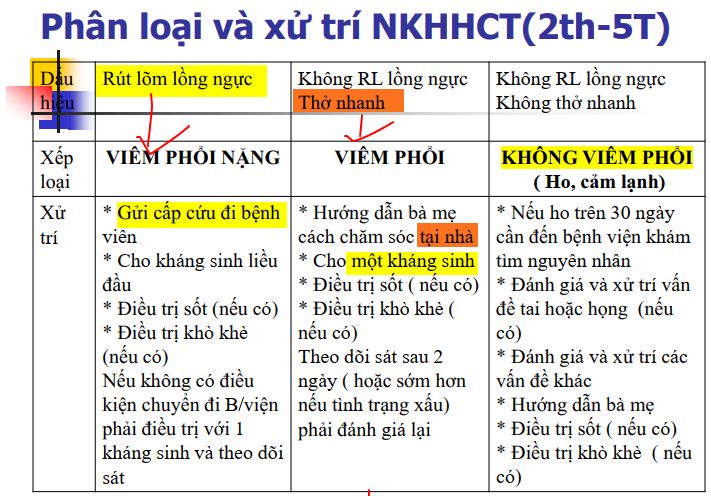 Phân loại và xử trí NKHHCT(2th-5T)
Dấu hiệu
Rút lõm lồng ngực
Không RL lồng ngực
Thở nhanh
Không RL lồng ngực
Không thở nhanh
Xếp loại
VIÊM PHỔI NẶNG
VIÊM PHỔI
KHÔNG VIÊM PHỔI
( Ho, cảm lạnh)
Xử
trí
* Gửi cấp cứu đi bệnh
viên
* Cho kháng sinh liều
đầu
* Điều trị sốt (nếu có)
* Điều trị khò khè
(nếu có)
Nếu không có điều
kiện chuyển đi B/viện
phải điều trị với 1
kháng sinh và theo dõi
sát
* Hướng dẫn bà mẹ
cách chăm sóc tại nhà
* Cho một kháng sinh
* Điều trị sốt ( nếu có)
* Điều trị khò khè (
nếu có)
Theo dõi sát sau 2
ngày ( hoặc sớm hơn
nếu tình trạng xấu)
phải đánh giá lại
* Nếu ho trên 30 ngày
cần đến bệnh viện khám
tìm nguyên nhân
* Đánh giá và xử trí vấn
đề tai hoặc họng  (nếu
có)
* Đánh giá và xử trí các
vấn đề khác
* Hướng dẫn bà mẹ
* Điều trị sốt ( nếu có)
* Điều trị khò khè  ( nếu
có)